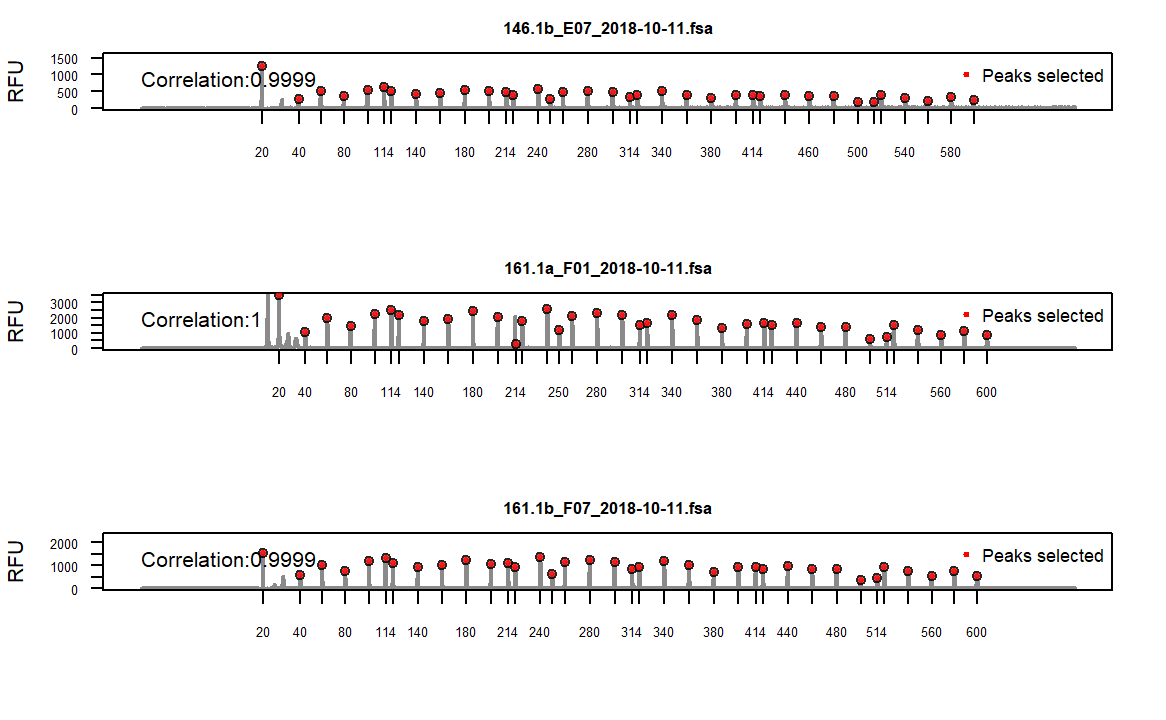 146.1b_E07_2018-10-11.fsa
RFU
1500
1000
500
0
Correlation:0.9999
Peaks selected
20 40 80 114 140 180 214 240 280 314 340 380 414 460 500 540 580
161.1a_F01_2018-10-11.fsa
RFU
3000
2000
1000
0
Correlation:1
Peaks selected
20 40 80 114 140 180 214 250 280 314 340 380 414 440 480 514 560 600
161.1b_F07_2018-10-11.fsa
RFU
2000
1000
0
Correlation:0.9999
Peaks selected
20 40 80 114 140 180 214 240 280 314 340 380 414 440 480 514 560 600